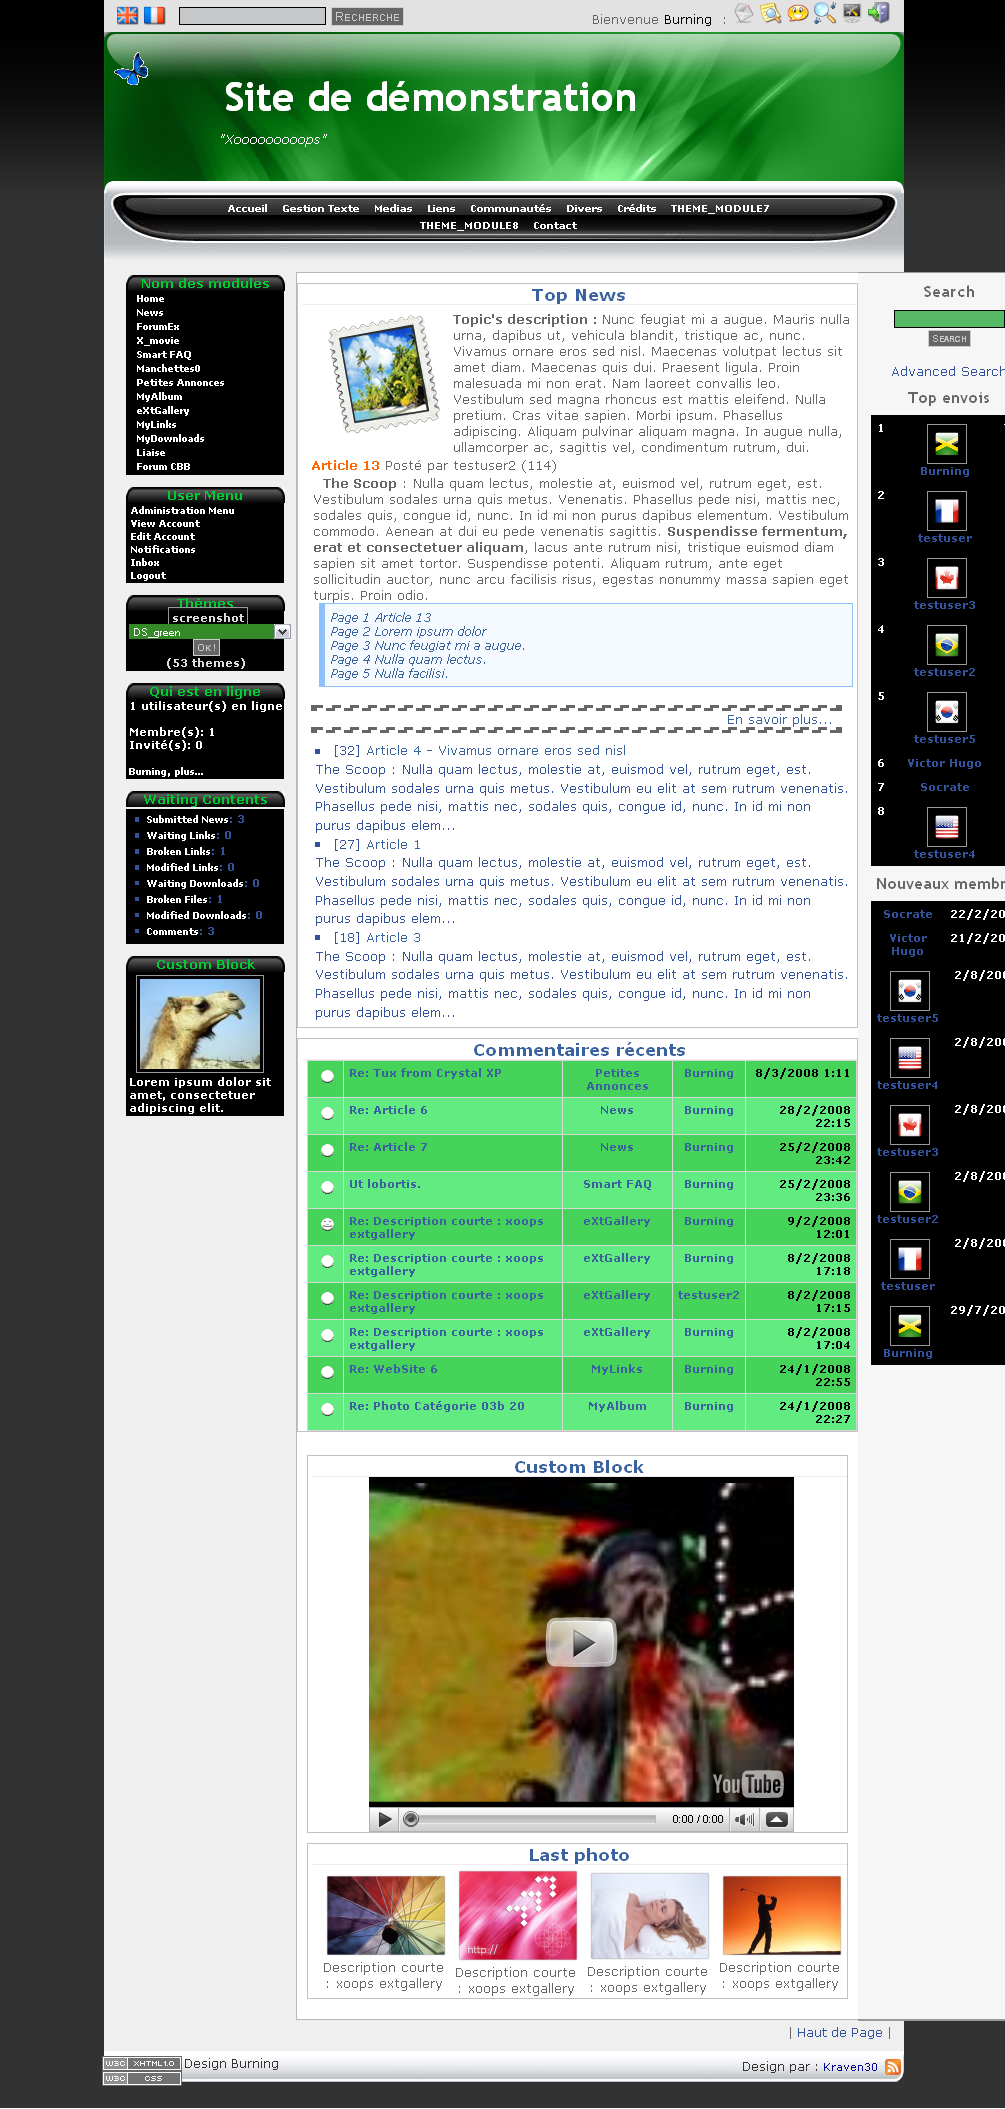 RECHERCHE
Bienvenue Burning :
Site de démonstration
"Xooooooooops"
Accueil Gestion Texte Medias Liens Communautés Divers Crédits THEME_MODULE7
THEME_MODULE8 Contact
Nom des modules
Home
News
ForumEx
X_movie
Smart FAQ
Manchettes0
Petites Annonces
MyAlbum
eXtGallery
MyLinks
MyDownloads
Liaise
Forum CBB
User Menu
Administration Menu
View Account
Edit Account
Notifications
Inbox
Logout
Thèmes
screenshot
DS_green
OK!
(53 themes)
Qui est en ligne
1 utilisateur(s) en ligne
Membre(s): 1
Invité(s): 0
Burning, plus...
Waiting Contents
Submitted News: 3
Waiting Links: 0
Broken Links: 1
Modified Links: 0
Waiting Downloads: 0
Broken Files: 1
Modified Downloads: 0
Comments: 3
Custom Block
Lorem ipsum dolor sit
amet, consectetuer
adipiscing elit.
Top News
Topic's description : Nunc feugiat mi a augue. Mauris nulla
urna, dapibus ut, vehicula blandit, tristique ac, nunc.
Vivamus ornare eros sed nisl. Maecenas volutpat lectus sit
amet diam. Maecenas quis dui. Praesent ligula. Proin
malesuada mi non erat. Nam laoreet convallis leo.
Vestibulum sed magna rhoncus est mattis eleifend. Nulla
pretium. Cras vitae sapien. Morbi ipsum. Phasellus
adipiscing. Aliquam pulvinar aliquam magna. In augue nulla,
ullamcorper ac, sagittis vel, condimentum rutrum, dui.
Article 13 Posté par testuser2 (114)
The Scoop : Nulla quam lectus, molestie at, euismod vel, rutrum eget, est.
Vestibulum sodales urna quis metus. Venenatis. Phasellus pede nisi, mattis nec,
sodales quis, congue id, nunc. In id mi non purus dapibus elementum. Vestibulum
commodo. Aenean at dui eu pede venenatis sagittis. Suspendisse fermentum,
erat et consectetuer aliquam, lacus ante rutrum nisi, tristique euismod diam
sapien sit amet tortor. Suspendisse potenti. Aliquam rutrum, ante eget
sollicitudin auctor, nunc arcu facilisis risus, egestas nonummy massa sapien eget
turpis. Proin odio.
Page 1 Article 13
Page 2 Lorem ipsum dolor
Page 3 Nunc feugiat mi a augue.
Page 4 Nulla quam lectus.
Page 5 Nulla facilisi.
En savoir plus...
[32] Article 4 - Vivamus ornare eros sed nisl
The Scoop : Nulla quam lectus, molestie at, euismod vel, rutrum eget, est.
Vestibulum sodales urna quis metus. Vestibulum eu elit at sem rutrum venenatis.
Phasellus pede nisi, mattis nec, sodales quis, congue id, nunc. In id mi non
purus dapibus elem...
[27] Article 1
The Scoop : Nulla quam lectus, molestie at, euismod vel, rutrum eget, est.
Vestibulum sodales urna quis metus. Vestibulum eu elit at sem rutrum venenatis.
Phasellus pede nisi, mattis nec, sodales quis, congue id, nunc. In id mi non
purus dapibus elem...
[18] Article 3
The Scoop : Nulla quam lectus, molestie at, euismod vel, rutrum eget, est.
Vestibulum sodales urna quis metus. Vestibulum eu elit at sem rutrum venenatis.
Phasellus pede nisi, mattis nec, sodales quis, congue id, nunc. In id mi non
purus dapibus elem...
Commentaires récents
Re: Tux from Crystal XP Petites Annonces Burning 8/3/2008 1:11
Re: Article 6 News Burning 28/2/2008 22:15
Re: Article 7 News Burning 25/2/2008 23:42
Ut lobortis. Smart FAQ Burning 25/2/2008 23:36
Re: Description courte : xoops extgallery eXtGallery Burning 9/2/2008 12:01
Re: Description courte : xoops extgallery eXtGallery Burning 8/2/2008 17:18
Re: Description courte : xoops extgallery eXtGallery testuser2 8/2/2008 17:15
Re: Description courte : xoops extgallery eXtGallery Burning 8/2/2008 17:04
Re: WebSite 6 MyLinks Burning 24/1/2008 22:55
Re: Photo Catégorie 03b 20 MyAlbum Burning 24/1/2008 22:27
Custom Block
YouTube
0:00 / 0:00
Last photo
http://
Description courte : xoops extgallery
Description courte : xoops extgallery
Description courte : xoops extgallery
Description courte : xoops extgallery
Search
SEARCH
Advanced Search
Top envois
1 Burning
2 testuser
3 testuser3
4 testuser2
5 testuser5
6 Victor Hugo
7 Socrate
8 testuser4
Nouveaux membr
Socrate 22/2/20
Victor Hugo 21/2/20
testuser5 2/8/20
testuser4 2/8/20
testuser3 2/8/20
testuser2 2/8/20
testuser 2/8/20
Burning 29/7/20
| Haut de Page |
W3C XHTML 1.0 Design Burning
W3C CSS
Design par : Kraven30